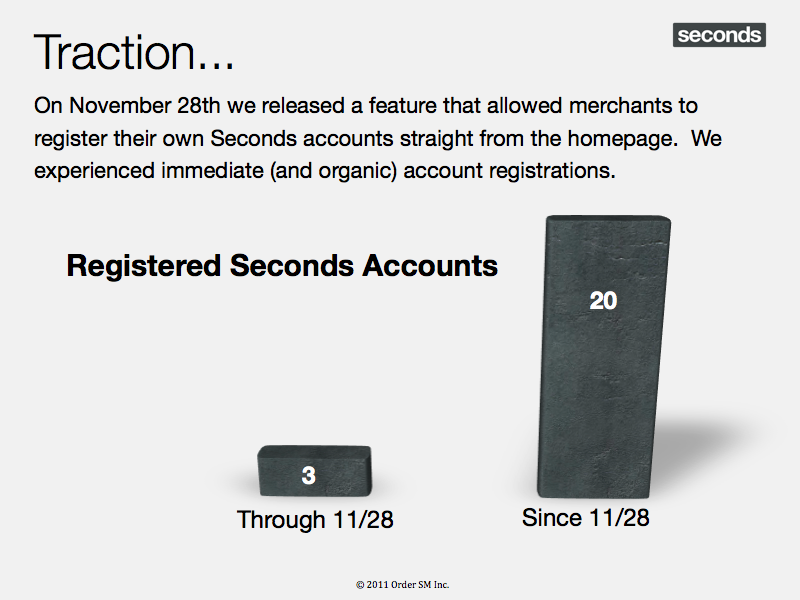 Traction...
seconds
On November 28th we released a feature that allowed merchants to
register their own Seconds accounts straight from the homepage.  We
experienced immediate (and organic) account registrations.
Registered Seconds Accounts
20
3
Through 11/28
Since 11/28
© 2011 Order SM Inc.